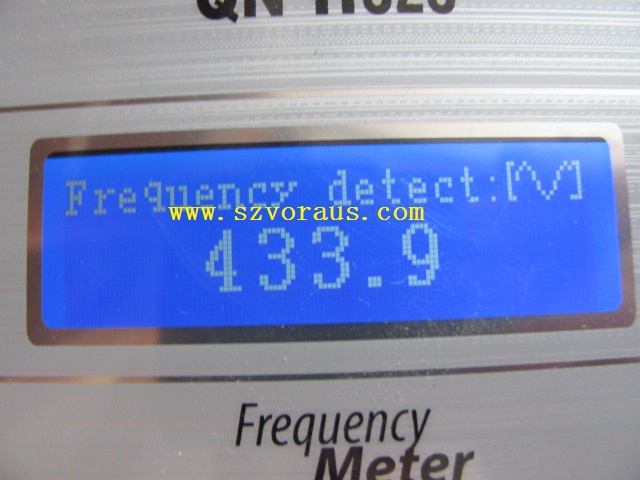 Frequency detect:[∿]
www.szvoraus.com
433.9
Frequency
Meter